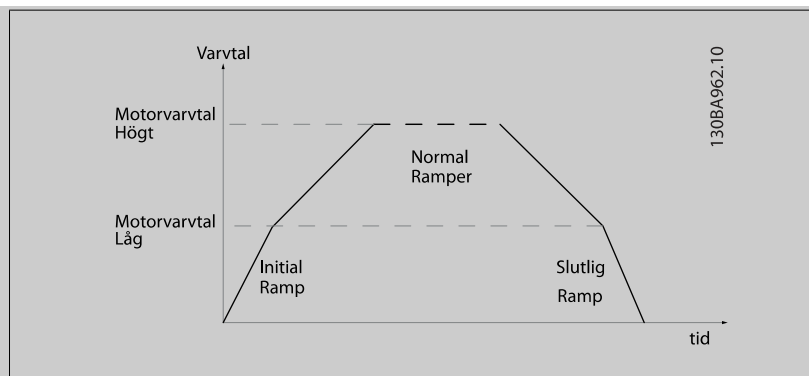 Varvtal
130BA962.10
Motorvarvtal
Högt
Normal
Ramper
Motorvarvtal
Låg
Initial
Ramp
Slutlig
Ramp
tid